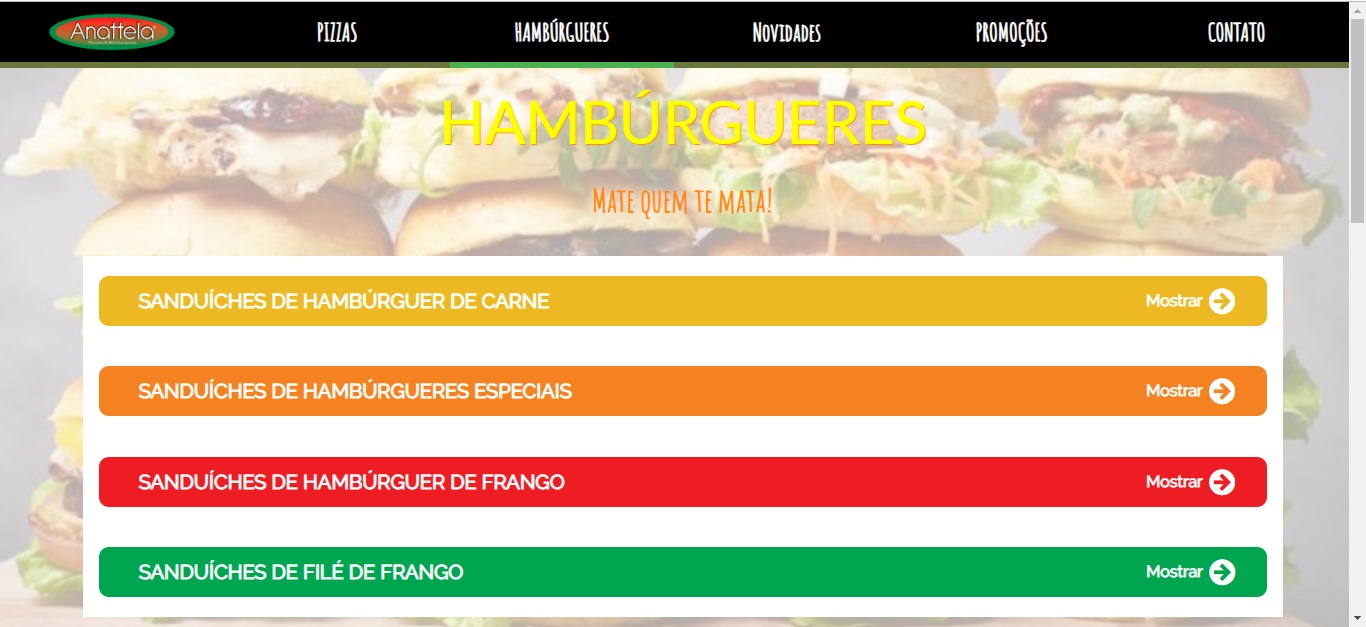 Anattela
PIZZAS
HAMBÚRGUERES
NOVIDADES
PROMOÇÕES
CONTATO
HAMBÚRGUERES
MATE QUEM TE MATA!
SANDUÍCHES DE HAMBÚRGUER DE CARNE
Mostrar
SANDUÍCHES DE HAMBÚRGUERES ESPECIAIS
Mostrar
SANDUÍCHES DE HAMBÚRGUER DE FRANGO
Mostrar
SANDUÍCHES DE FILÉ DE FRANGO
Mostrar